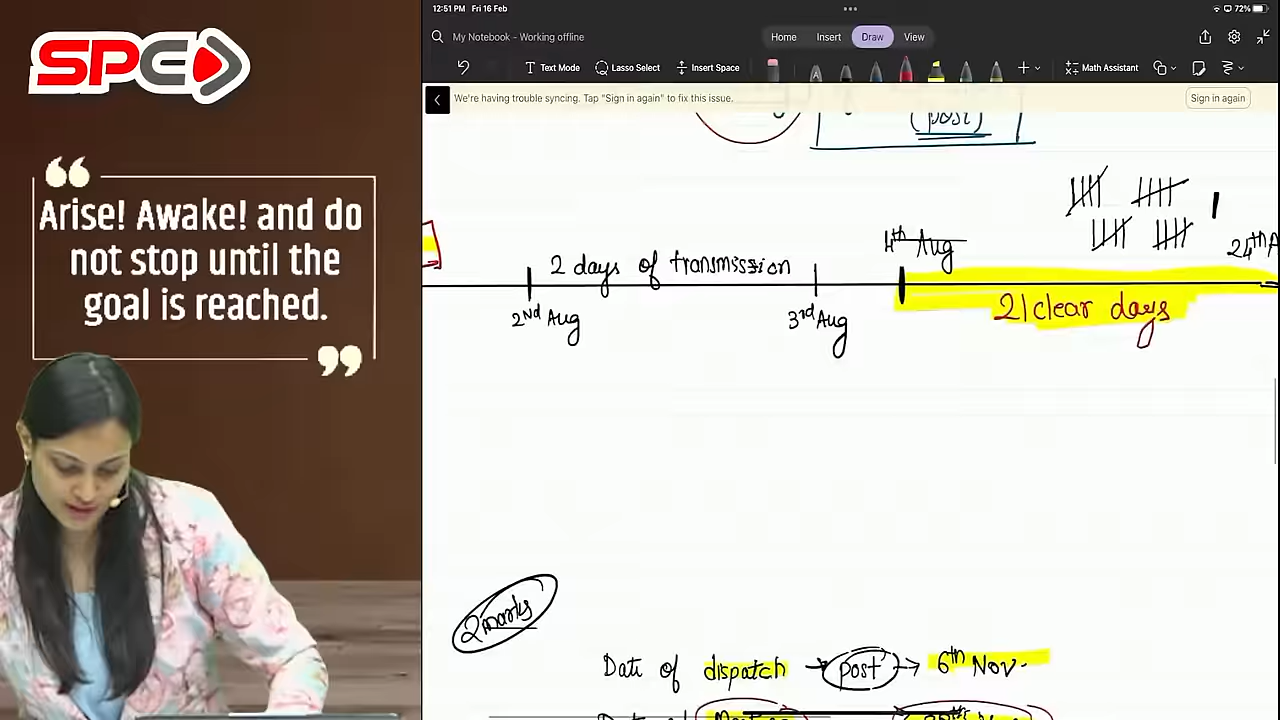 12:51 PM Fri 16 Feb
72%
SPE
My Notebook - Working offline
Home Insert Draw View
Text Mode Lasso Select Insert Space Math Assistant
We're having trouble syncing. Tap "Sign in again" to fix this issue.
Sign in again
(post)
Arise! Awake! and do
not stop until the
goal is reached.
4th Aug
24th A
2 days of transmission
2nd Aug
3rd Aug
21 clear days
2 marks
Date of dispatch → post → 6th Nov.
Date of